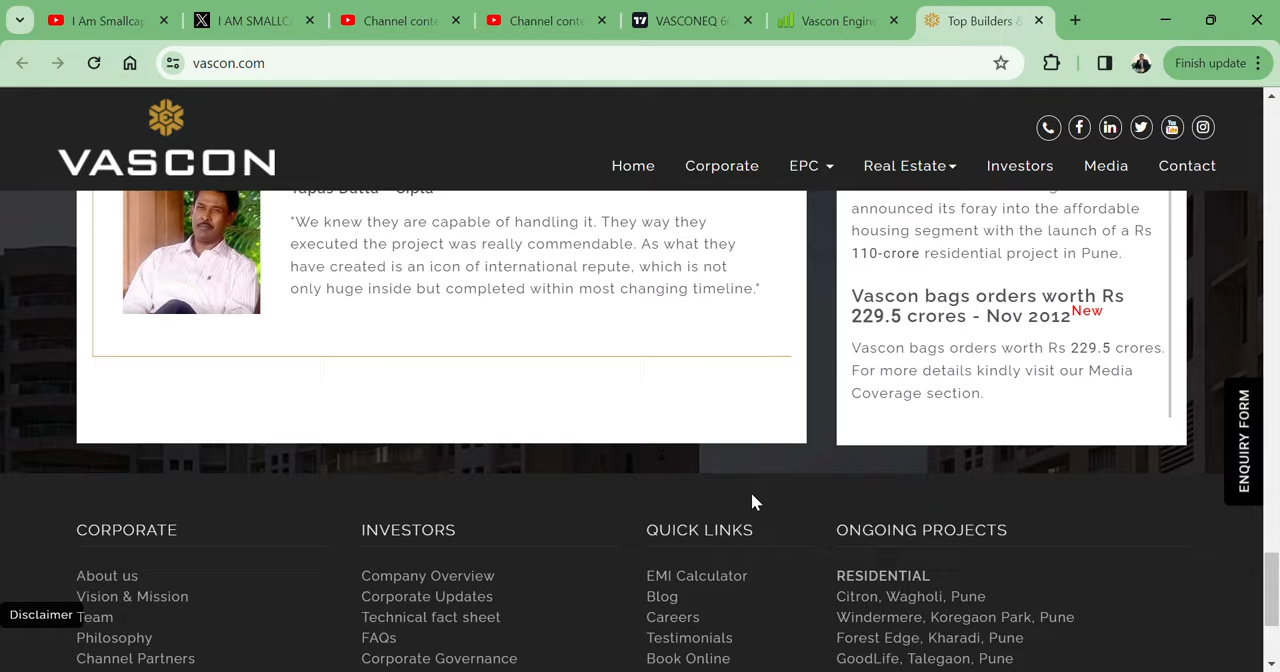 I Am Smallcap
I AM SMALLC
Channel conte
Channel conte
VASCONEQ 6
Vascon Engine
Top Builders &
vascon.com
Finish update
VASCON
Home
Corporate
EPC
Real Estate
Investors
Media
Contact
"We knew they are capable of handling it. They way they
executed the project was really commendable. As what they
have created is an icon of international repute, which is not
only huge inside but completed within most changing timeline."
announced its foray into the affordable
housing segment with the launch of a Rs
110-crore residential project in Pune.
Vascon bags orders worth Rs
229.5 crores - Nov 2012 New
Vascon bags orders worth Rs 229.5 crores.
For more details kindly visit our Media
Coverage section.
ENQUIRY FORM
CORPORATE
About us
Vision & Mission
Team
Philosophy
Channel Partners
Disclaimer
INVESTORS
Company Overview
Corporate Updates
Technical fact sheet
FAQs
Corporate Governance
QUICK LINKS
EMI Calculator
Blog
Careers
Testimonials
Book Online
ONGOING PROJECTS
RESIDENTIAL
Citron, Wagholi, Pune
Windermere, Koregaon Park, Pune
Forest Edge, Kharadi, Pune
GoodLife, Talegaon, Pune